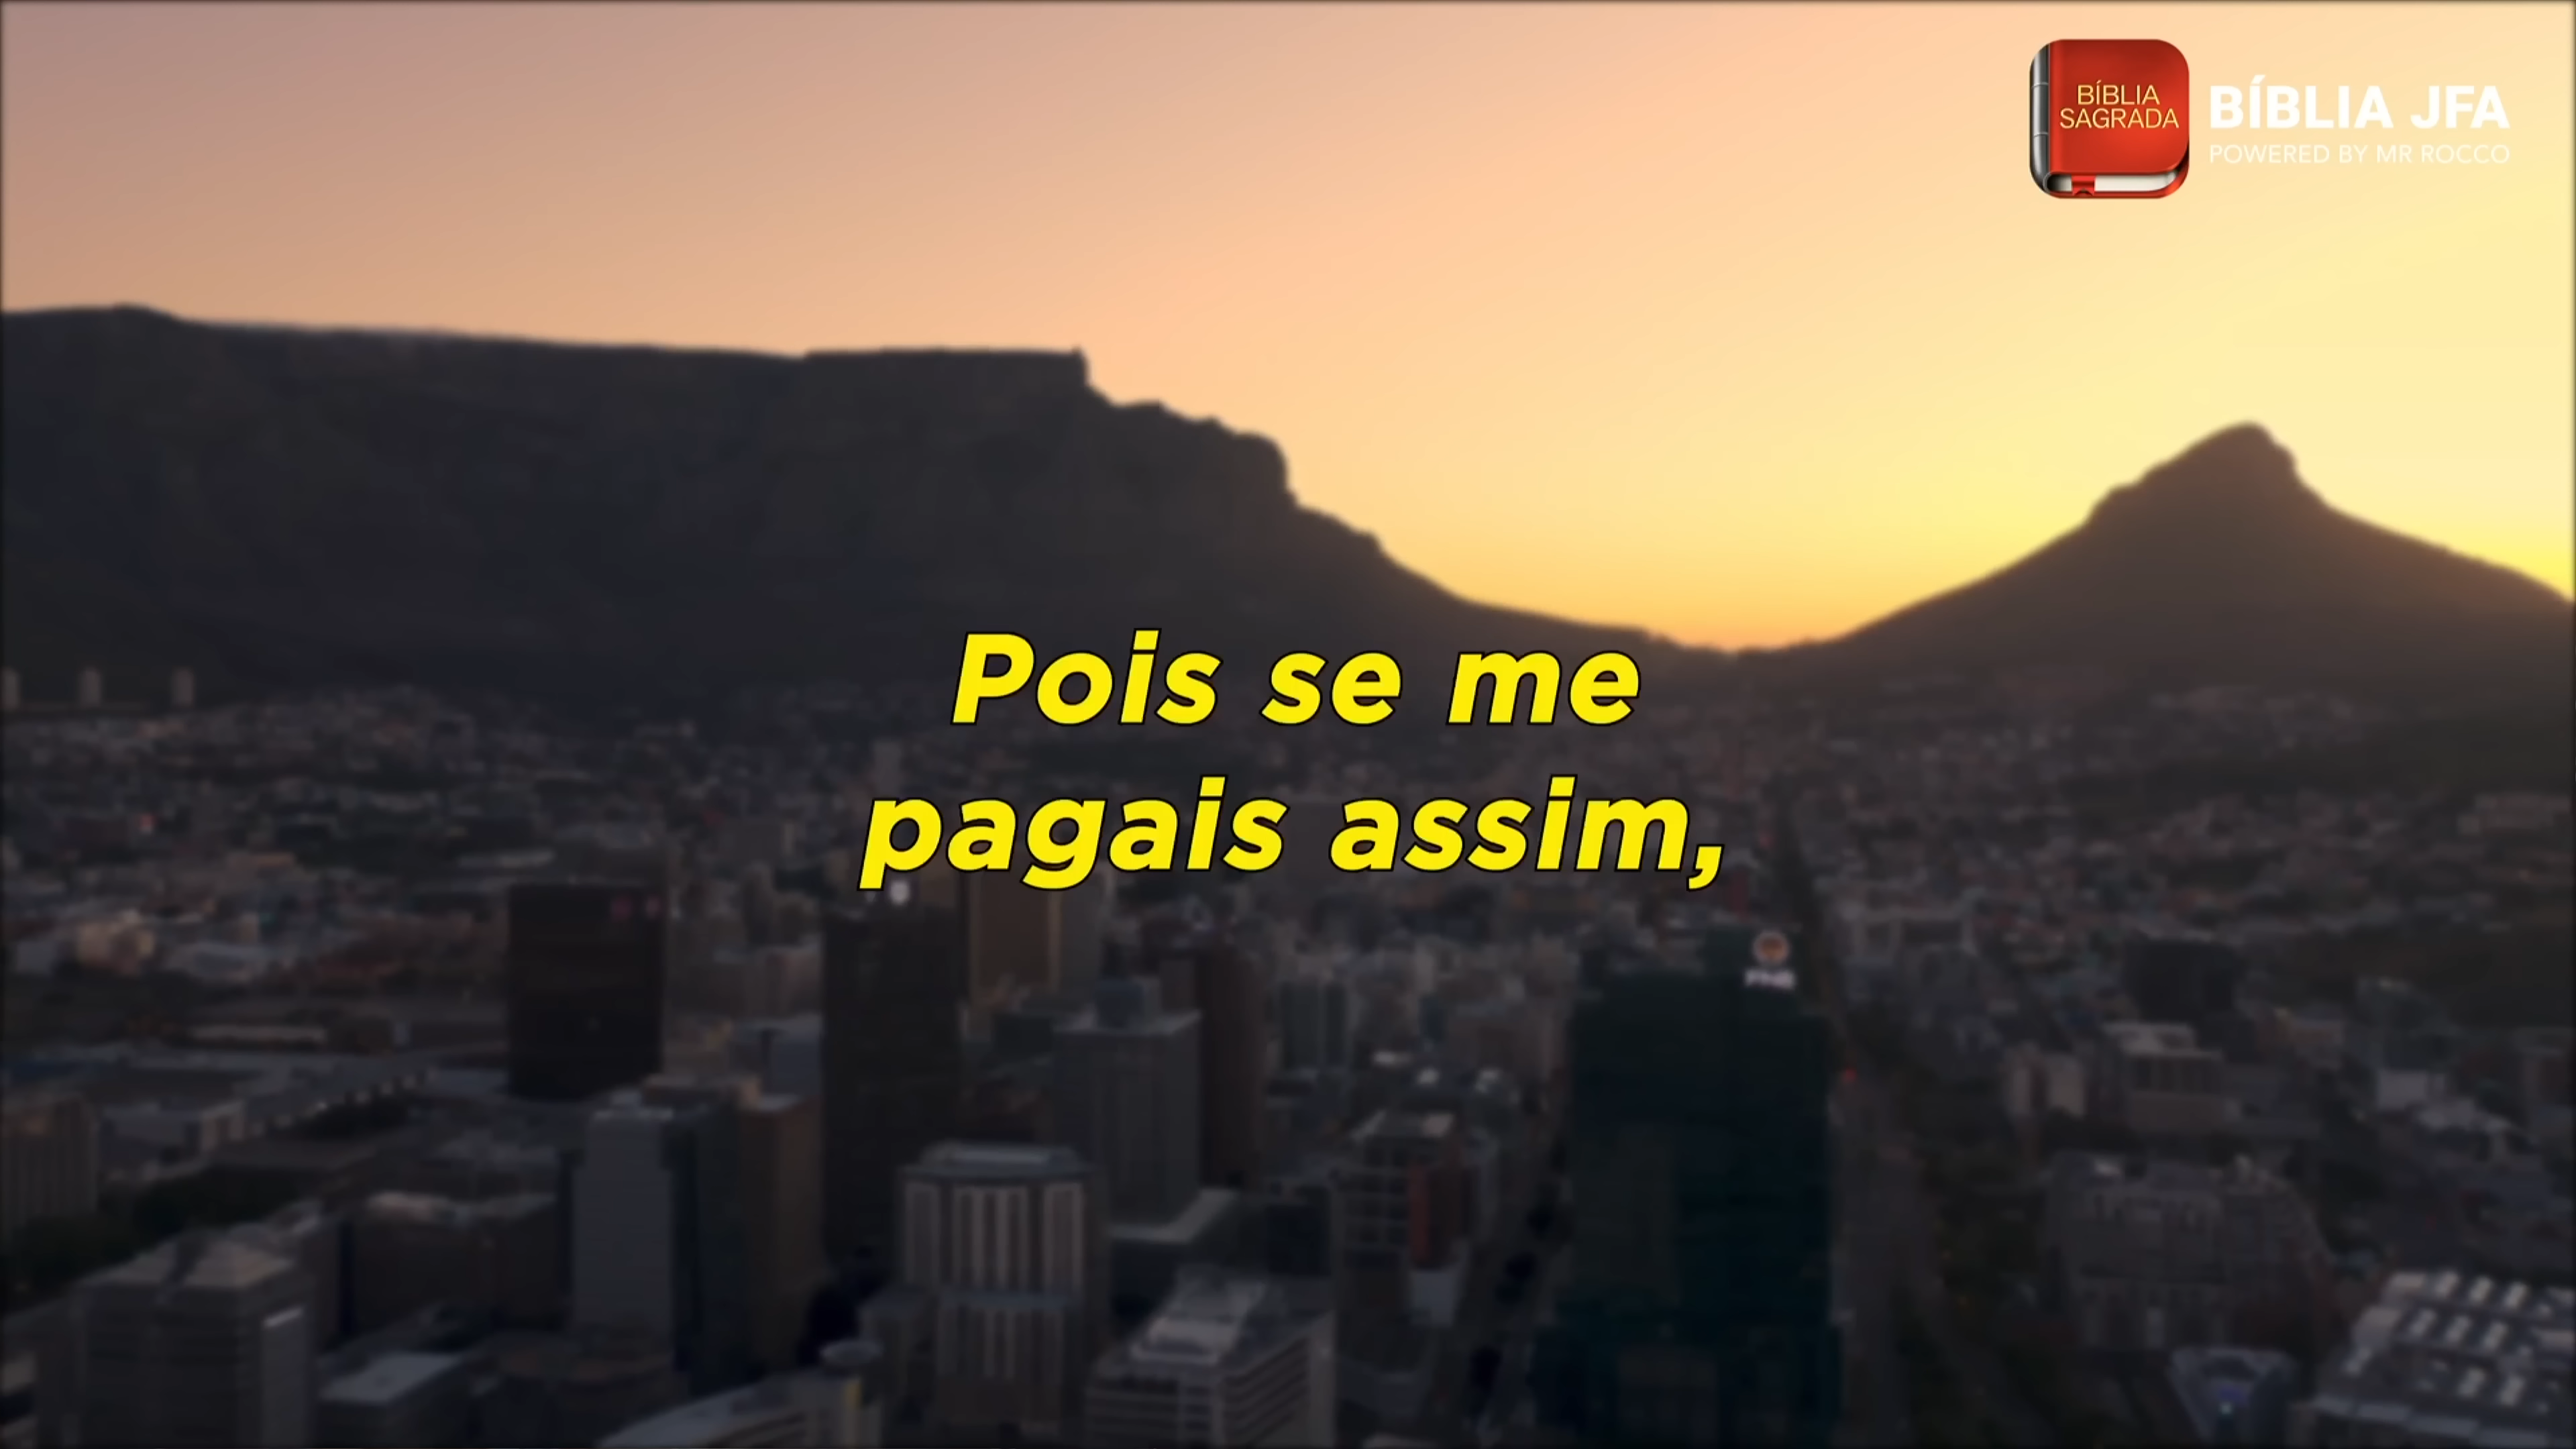 BÍBLIA
SAGRADA
BÍBLIA JFA
POWERED BY MR ROCCO
Pois se me
pagais assim,